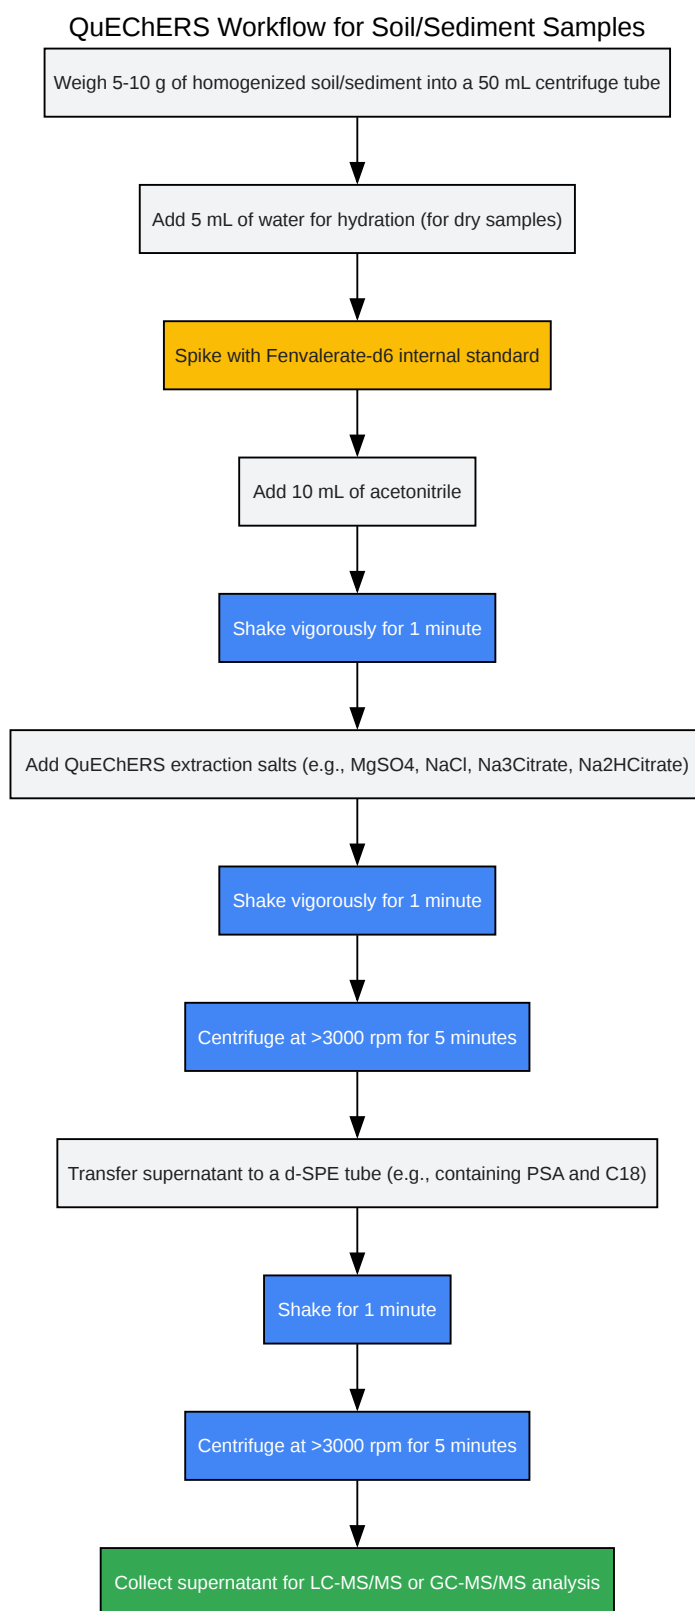 QuEChERS Workflow for Soil/Sediment Samples
Weigh 5-10 g of homogenized soil/sediment into a 50 mL centrifuge tube
Add 5 mL of water for hydration (for dry samples)
Spike with Fenvalerate-d6 internal standard
Add 10 mL of acetonitrile
Shake vigorously for 1 minute
Add QuEChERS extraction salts (e.g., MgSO4, NaCl, Na3Citrate, Na2HCitrate)
Shake vigorously for 1 minute
Centrifuge at >3000 rpm for 5 minutes
Transfer supernatant to a d-SPE tube (e.g., containing PSA and C18)
Shake for 1 minute
Centrifuge at >3000 rpm for 5 minutes
Collect supernatant for LC-MS/MS or GC-MS/MS analysis